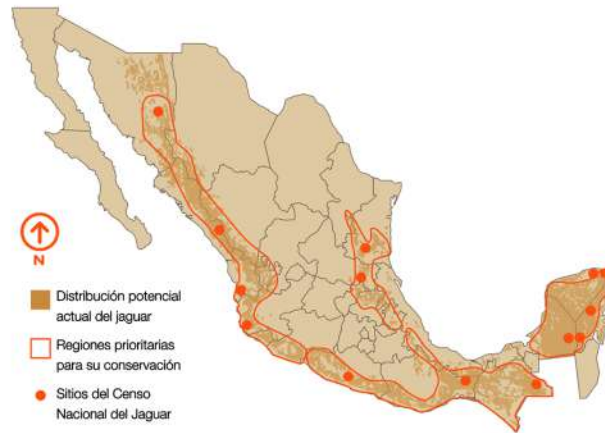 N
Distribución potencial
actual del jaguar
Regiones prioritarias
para su conservación
Sitios del Censo
Nacional del Jaguar